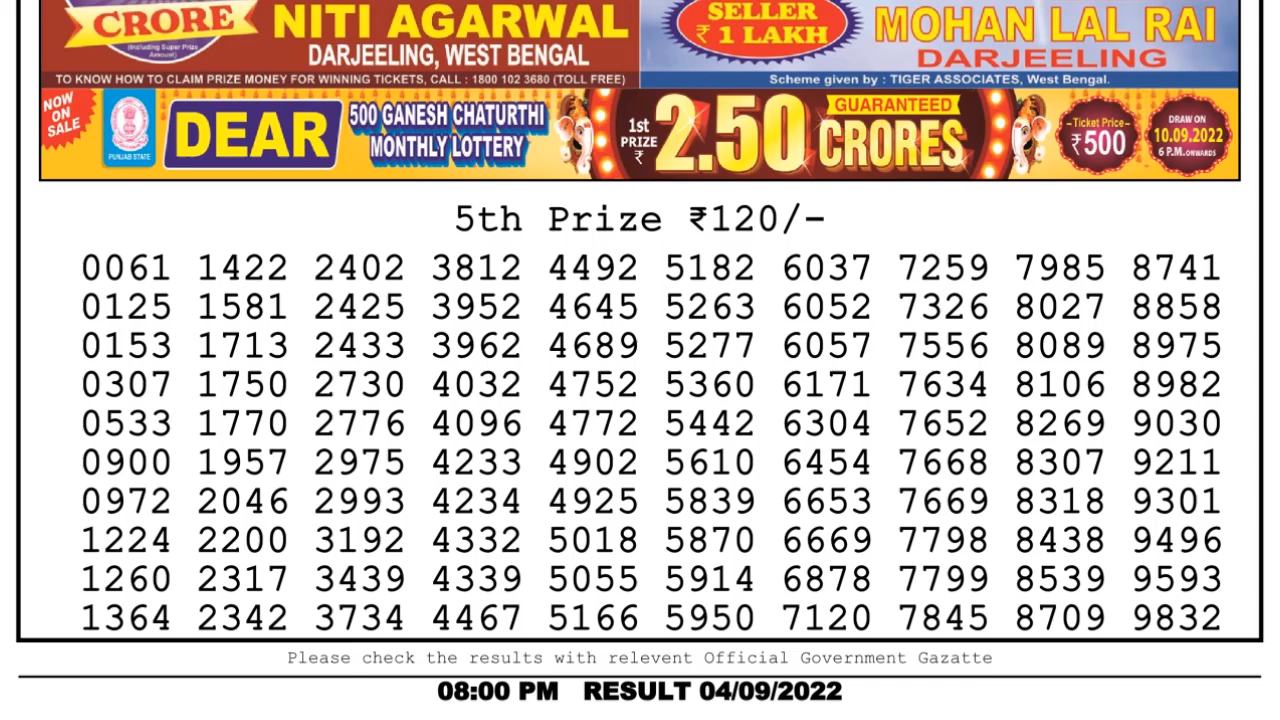 CRORE
(Including Super Prize
Amount)
NITI AGARWAL
DARJEELING, WEST BENGAL
TO KNOW HOW TO CLAIM PRIZE MONEY FOR WINNING TICKETS, CALL : 1800 102 3680 (TOLL FREE)
SELLER
₹ 1 LAKH
MOHAN LAL RAI
DARJEELING
Scheme given by : TIGER ASSOCIATES, West Bengal.
NOW
ON
SALE
PUNJAB STATE
DEAR
500 GANESH CHATURTHI
MONTHLY LOTTERY
1st
PRIZE
₹
2.50
GUARANTEED
CRORES
Ticket Price
₹500
DRAW ON
10.09.2022
6 P.M. ONWARDS
5th Prize ₹120/-
0061 1422 2402 3812 4492 5182 6037 7259 7985 8741
0125 1581 2425 3952 4645 5263 6052 7326 8027 8858
0153 1713 2433 3962 4689 5277 6057 7556 8089 8975
0307 1750 2730 4032 4752 5360 6171 7634 8106 8982
0533 1770 2776 4096 4772 5442 6304 7652 8269 9030
0900 1957 2975 4233 4902 5610 6454 7668 8307 9211
0972 2046 2993 4234 4925 5839 6653 7669 8318 9301
1224 2200 3192 4332 5018 5870 6669 7798 8438 9496
1260 2317 3439 4339 5055 5914 6878 7799 8539 9593
1364 2342 3734 4467 5166 5950 7120 7845 8709 9832
Please check the results with relevent Official Government Gazatte
08:00 PM RESULT 04/09/2022